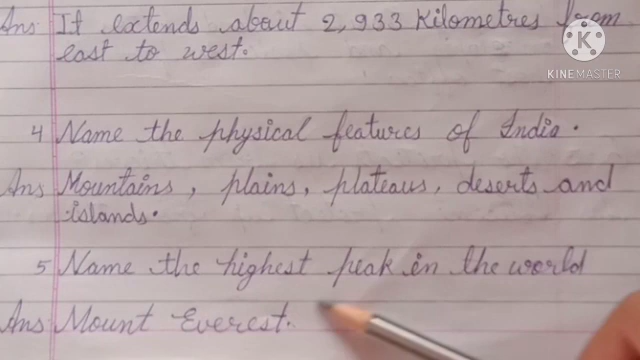 Ans It extends about 2,933 Kilometres from
east to west.
4 Name the physical features of India.
Ans Mountains, plains, plateaus, deserts and
islands.
5 Name the highest peak in the world
Ans Mount Everest.
K
KINEMASTER